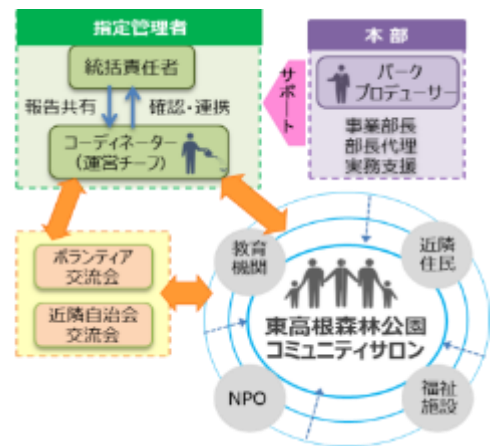 指定管理者
統括責任者
報告共有
確認・連携
コーディネーター
(運営チーフ)
サポート
本部
パーク
プロデューサー
事業部長
部長代理
実務支援
ボランティア
交流会
近隣自治会
交流会
教育
機関
近隣
住民
東高根森林公園
コミュニティサロン
NPO
福祉
施設